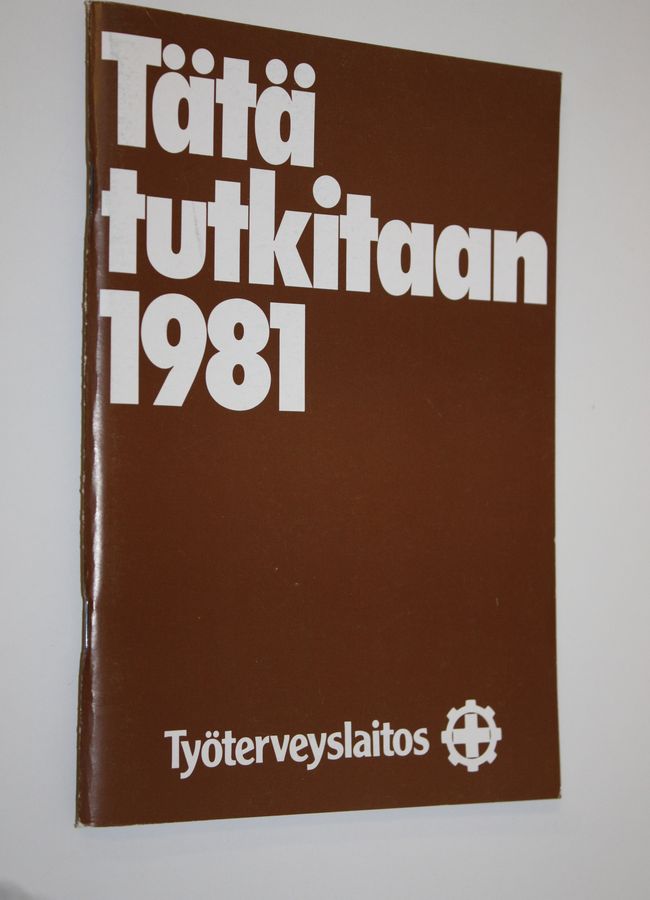 Tätä
tutkitaan
1981
Työterveyslaitos